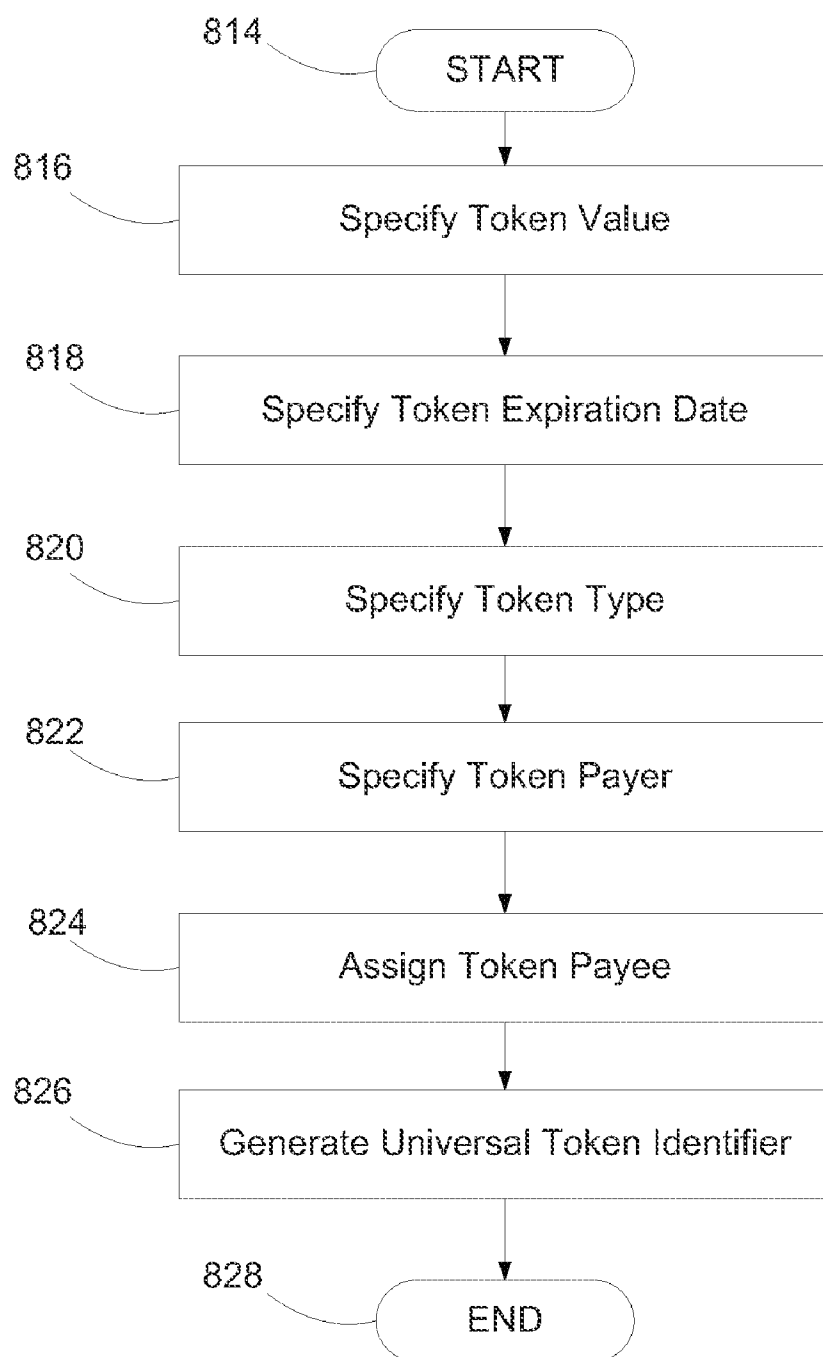 814
START
816
Specify Token Value
818
Specify Token Expiration Date
820
Specify Token Type
822
Specify Token Payer
824
Assign Token Payee
826
Generate Universal Token Identifier
828
END